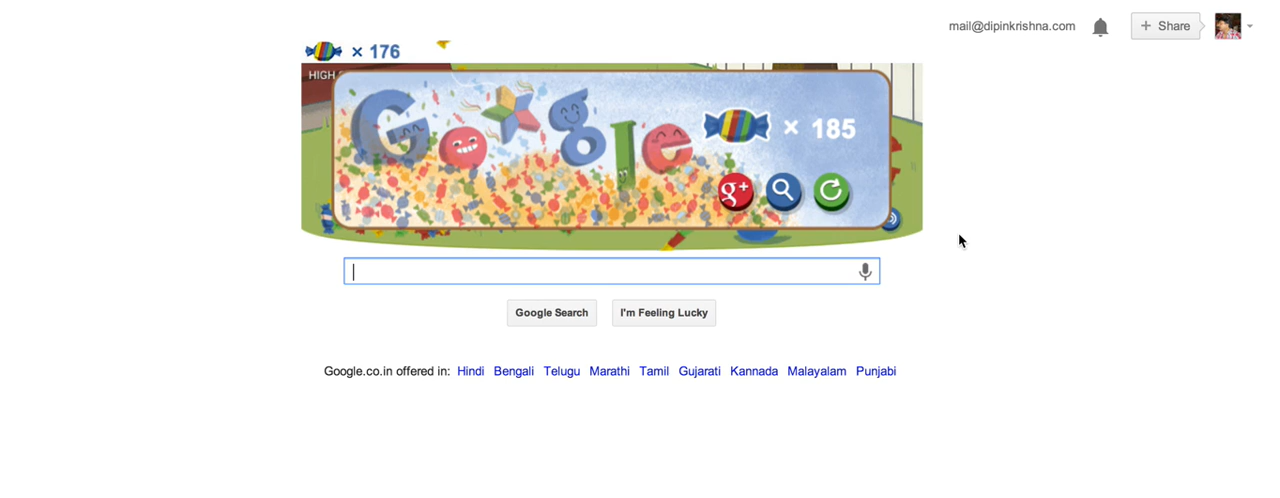 mail@dipinkrishna.com
+ Share
× 176
HIGH
Google
× 185
g+
Google Search
I'm Feeling Lucky
Google.co.in offered in: Hindi Bengali Telugu Marathi Tamil Gujarati Kannada Malayalam Punjabi